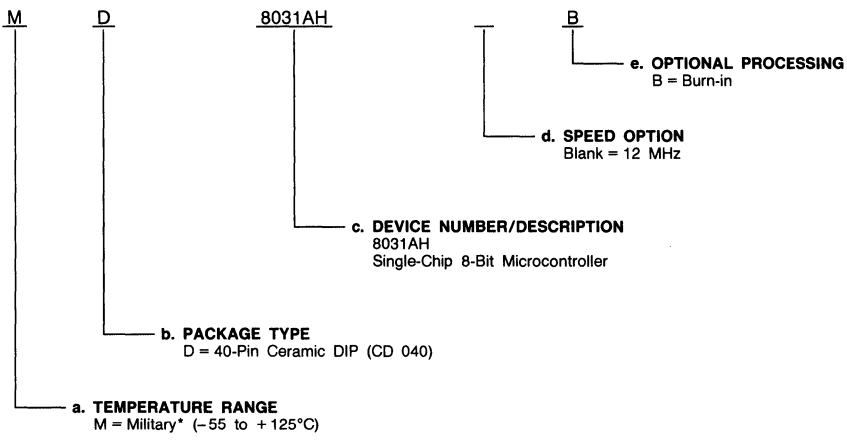 M D 8031AH _ B
e. OPTIONAL PROCESSING
B = Burn-in
d. SPEED OPTION
Blank = 12 MHz
c. DEVICE NUMBER/DESCRIPTION
8031AH
Single-Chip 8-Bit Microcontroller
b. PACKAGE TYPE
D = 40-Pin Ceramic DIP (CD 040)
a. TEMPERATURE RANGE
M = Military* (−55 to +125°C)